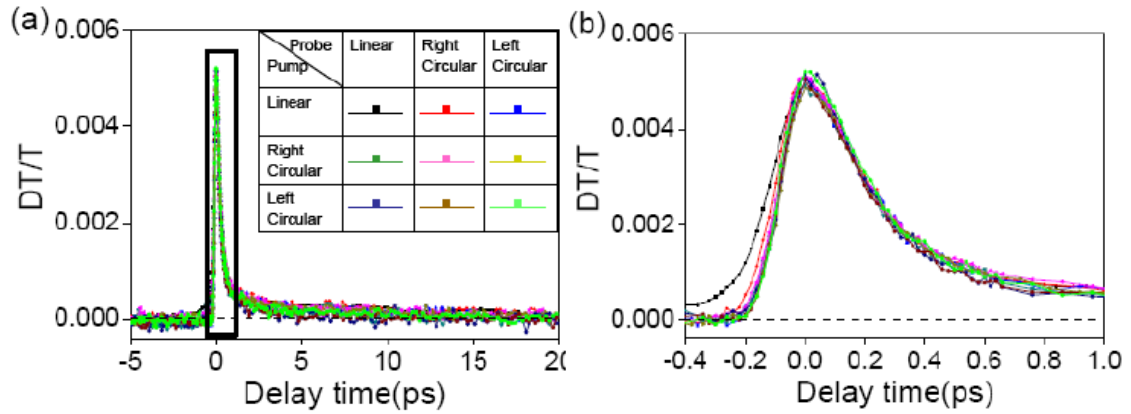 (a)
0.006
0.004
0.002
0.000
DT/T
-5
0
5
10
15
20
Delay time(ps)
Probe
Pump
Linear
Right
Circular
Left
Circular
Linear
Right
Circular
Left
Circular
(b)
0.006
0.004
0.002
0.000
DT/T
-0.4
-0.2
0.0
0.2
0.4
0.6
0.8
1.0
Delay time(ps)